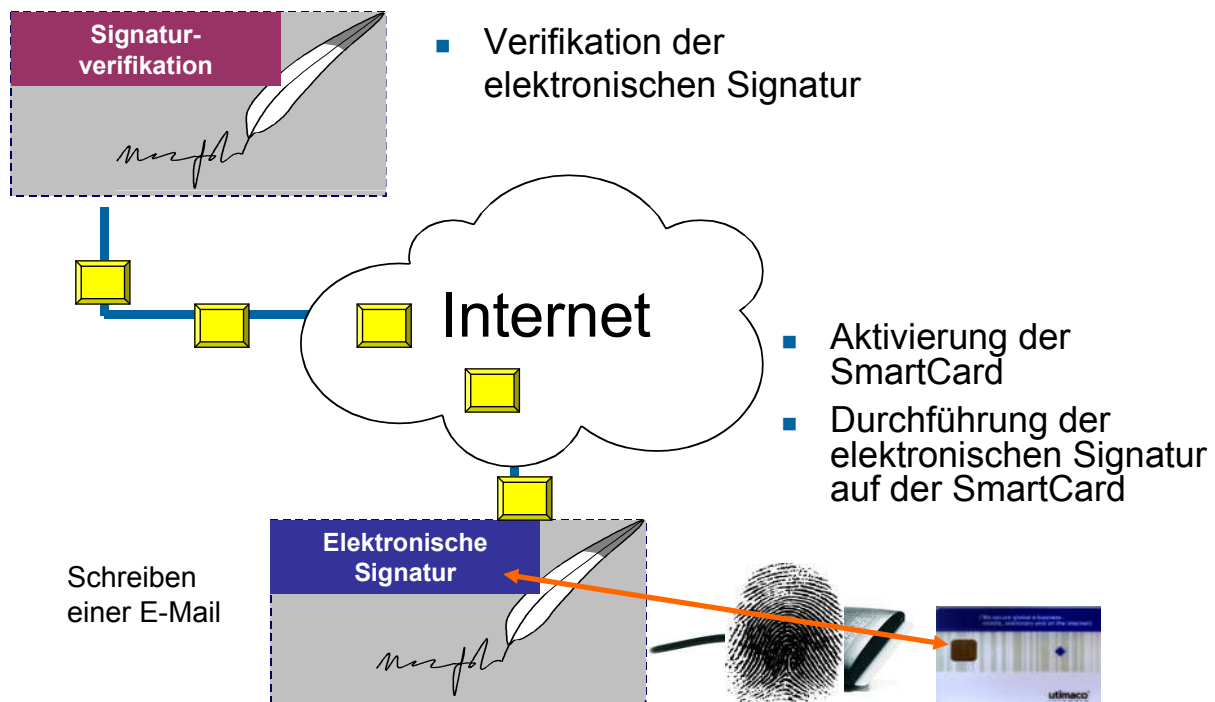 Signatur-
verifikation
Verifikation der
elektronischen Signatur
Internet
Aktivierung der
SmartCard
Durchführung der
elektronischen Signatur
auf der SmartCard
Elektronische
Signatur
Schreiben
einer E-Mail
utimaco